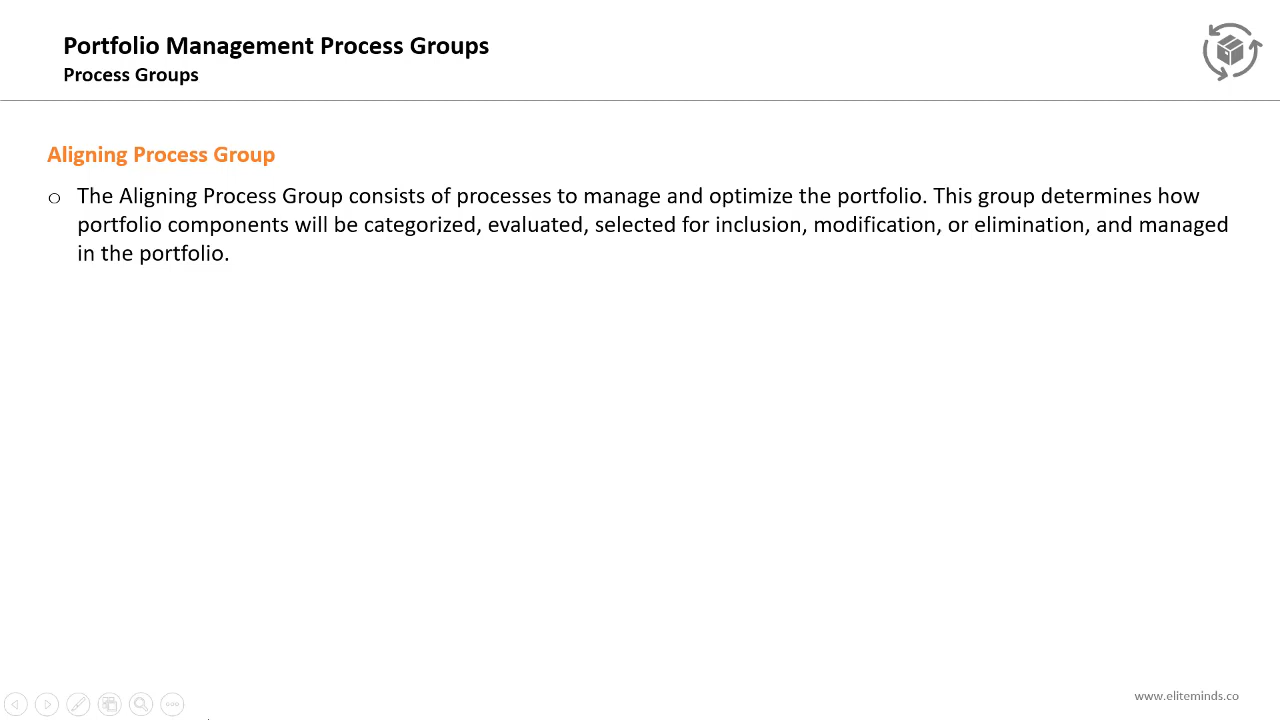 Portfolio Management Process Groups
Process Groups
Aligning Process Group
o The Aligning Process Group consists of processes to manage and optimize the portfolio. This group determines how
portfolio components will be categorized, evaluated, selected for inclusion, modification, or elimination, and managed
in the portfolio.
www.eliteminds.co